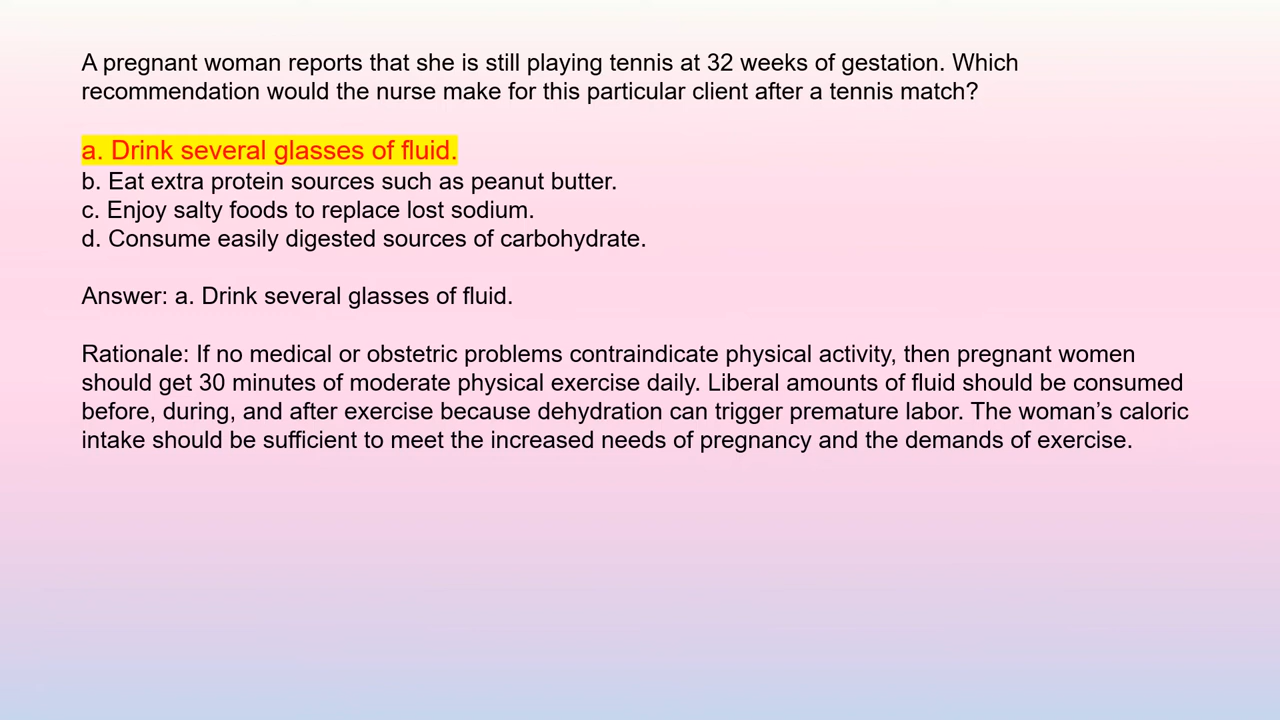 A pregnant woman reports that she is still playing tennis at 32 weeks of gestation. Which
recommendation would the nurse make for this particular client after a tennis match?
a. Drink several glasses of fluid.
b. Eat extra protein sources such as peanut butter.
c. Enjoy salty foods to replace lost sodium.
d. Consume easily digested sources of carbohydrate.
Answer: a. Drink several glasses of fluid.
Rationale: If no medical or obstetric problems contraindicate physical activity, then pregnant women
should get 30 minutes of moderate physical exercise daily. Liberal amounts of fluid should be consumed
before, during, and after exercise because dehydration can trigger premature labor. The woman’s caloric
intake should be sufficient to meet the increased needs of pregnancy and the demands of exercise.